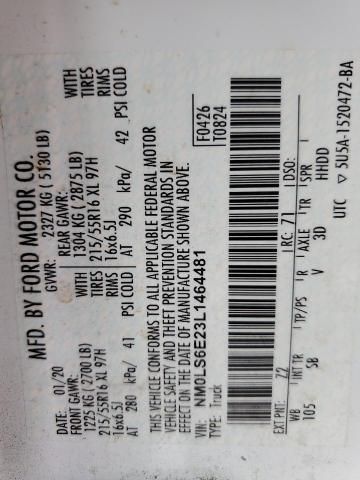 MFD. BY FORD MOTOR CO.
DATE: 01/20 GVWR: 2327 KG ( 5130 LB)
FRONT GAWR: REAR GAWR:
1225 KG (2700 LB) WITH 1304 KG ( 2875 LB) WITH
215/55R16 XL 97H TIRES 215/55R16 XL 97H TIRES
16x6.5J RIMS 16x6.5J RIMS
AT 280 kPa/ 41 PSI COLD AT 290 kPa/ 42 PSI COLD
THIS VEHICLE CONFORMS TO ALL APPLICABLE FEDERAL MOTOR
VEHICLE SAFETY AND THEFT PREVENTION STANDARDS IN
EFFECT ON THE DATE OF MANUFACTURE SHOWN ABOVE.
VIN: NM0LS6E23L1464481 F0426
TYPE: Truck T0824
EXT PNT: Z2 RC: 71 DSO:
WB INT TR TP/PS R AXLE TR SPR
105 SB V 3D HHDD
UTC ▽ 5U5A-1520472-BA